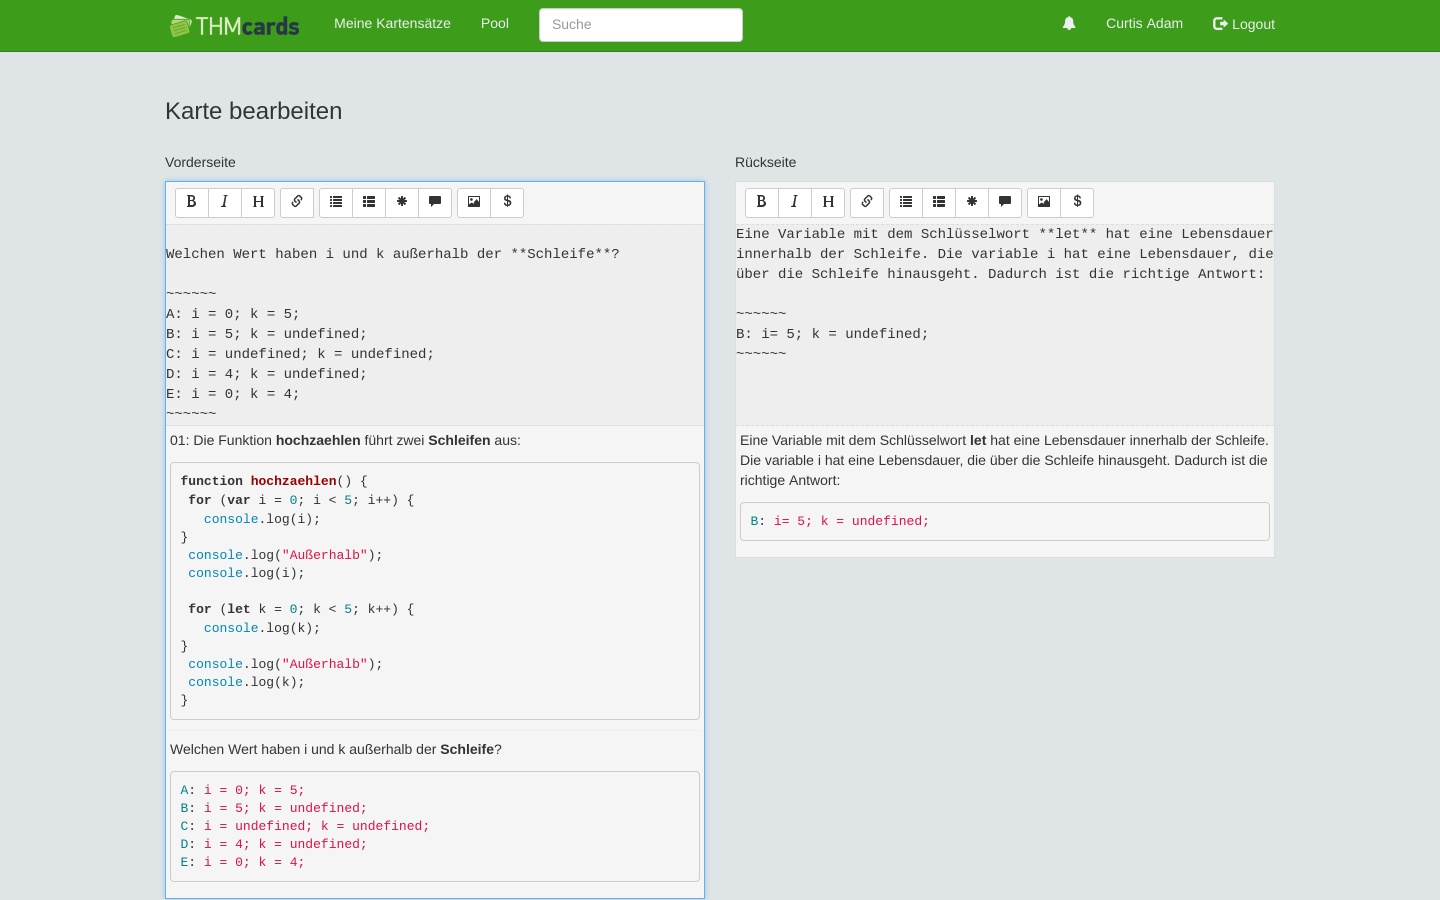 THMcards Meine Kartensätze Pool Suche Curtis Adam Logout
Karte bearbeiten
Vorderseite
B I H $
Welchen Wert haben i und k außerhalb der **Schleife**?
~~~~~~
A: i = 0; k = 5;
B: i = 5; k = undefined;
C: i = undefined; k = undefined;
D: i = 4; k = undefined;
E: i = 0; k = 4;
~~~~~~
01: Die Funktion hochzaehlen führt zwei Schleifen aus:
function hochzaehlen() {
for (var i = 0; i < 5; i++) {
console.log(i);
}
console.log("Außerhalb");
console.log(i);
for (let k = 0; k < 5; k++) {
console.log(k);
}
console.log("Außerhalb");
console.log(k);
}
Welchen Wert haben i und k außerhalb der Schleife?
A: i = 0; k = 5;
B: i = 5; k = undefined;
C: i = undefined; k = undefined;
D: i = 4; k = undefined;
E: i = 0; k = 4;
Rückseite
B I H $
Eine Variable mit dem Schlüsselwort **let** hat eine Lebensdauer
innerhalb der Schleife. Die variable i hat eine Lebensdauer, die
über die Schleife hinausgeht. Dadurch ist die richtige Antwort:
~~~~~~
B: i= 5; k = undefined;
~~~~~~
Eine Variable mit dem Schlüsselwort let hat eine Lebensdauer innerhalb der Schleife.
Die variable i hat eine Lebensdauer, die über die Schleife hinausgeht. Dadurch ist die
richtige Antwort:
B: i= 5; k = undefined;